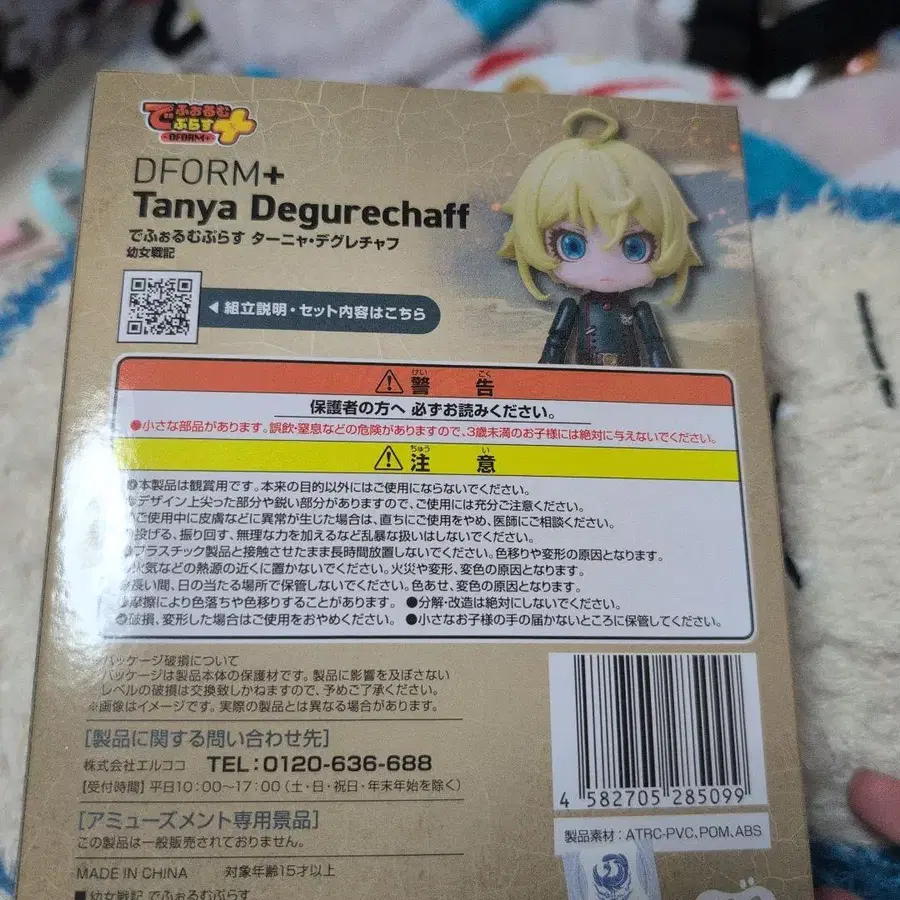 でふぉるむ
ぷらす
DFORM+
DFORM+
Tanya Degurechaff
でふぉるむぷらす ターニャ・デグレチャフ
幼女戦記
◀ 組立説明・セット内容はこちら
⚠警告
けい こく
保護者の方へ 必ずお読みください。
●小さな部品があります。誤飲・窒息などの危険がありますので、3歳未満のお子様には絶対に与えないでください。
⚠注意
ちゅう い
●本製品は観賞用です。本来の目的以外にはご使用にならないでください。
●デザイン上尖った部分や鋭い部分がありますので、ご使用には充分ご注意ください。
●ご使用中に皮膚などに異常が生じた場合は、直ちにご使用をやめ、医師にご相談ください。
●投げる、振り回す、無理な力を加えるなど乱暴な扱いはしないでください。
●プラスチック製品と接触させたまま長時間放置しないでください。色移りや変形の原因となります。
●火気などの熱源の近くに置かないでください。火災や変形、変色の原因となります。
●長い間、日の当たる場所で保管しないでください。色あせ、変色の原因となります。
●摩擦により色落ちや色移りすることがあります。 ●分解・改造は絶対にしないでください。
●破損、変形した場合はご使用をおやめください。 ●小さなお子様の手の届かないところに保管してください。
※パッケージ破損について
パッケージは製品本体の保護材です。製品に影響を及ぼさない
レベルの破損は交換致しかねますので、予めご了承ください。
※画像はイメージです。実際の製品とは異なる場合があります。
[製品に関する問い合わせ先]
株式会社エルココ TEL:0120-636-688
【受付時間】平日10:00~17:00(土・日・祝日・年末年始を除く)
[アミューズメント専用景品]
この製品は一般販売されておりません。
MADE IN CHINA 対象年齢15才以上
■幼女戦記 でふぉるむぷらす
4 582705 285099
製品素材:ATBC-PVC,POM,ABS